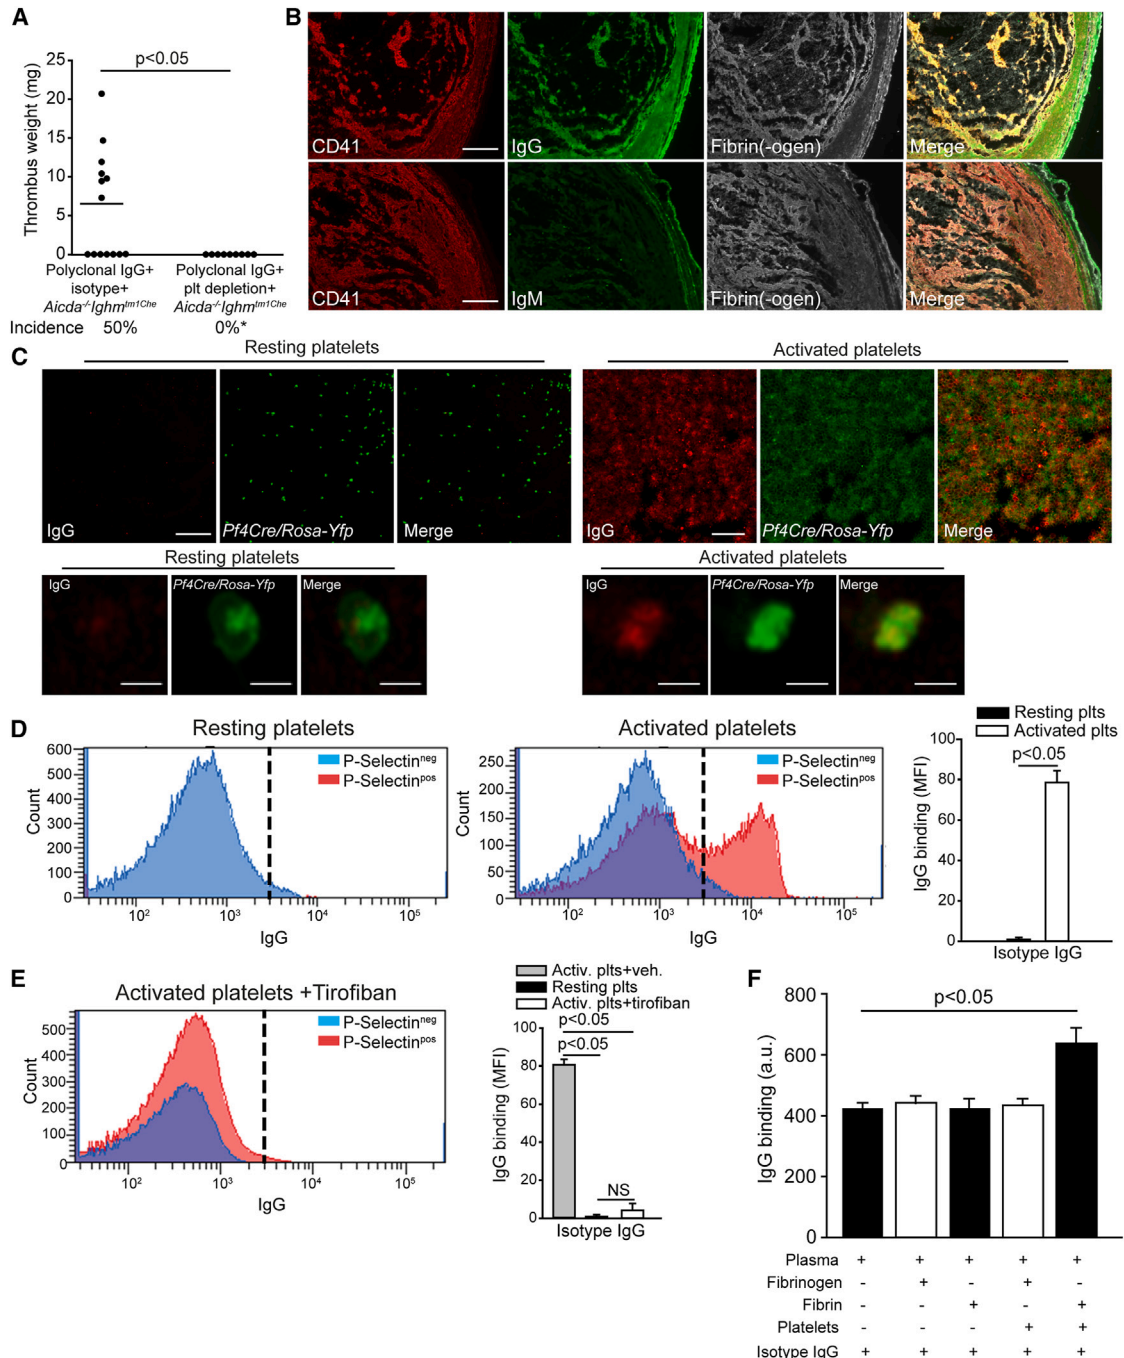 A
p<0.05
Thrombus weight (mg)
25
20
15
10
5
0
Polyclonal IgG+ isotype+ Aicda-/-Ighmtm1Che
Polyclonal IgG+ plt depletion+ Aicda-/-Ighmtm1Che
Incidence 50% 0%*
B
CD41 IgG Fibrin(-ogen) Merge
CD41 IgM Fibrin(-ogen) Merge
C
Resting platelets
IgG Pf4Cre/Rosa-Yfp Merge
Activated platelets
IgG Pf4Cre/Rosa-Yfp Merge
Resting platelets
IgG Pf4Cre/Rosa-Yfp Merge
Activated platelets
IgG Pf4Cre/Rosa-Yfp Merge
D
Resting platelets
P-Selectinneg
P-Selectinpos
Count
600
500
400
300
200
100
0
10² 10³ 10⁴ 10⁵
IgG
Activated platelets
P-Selectinneg
P-Selectinpos
Count
250
200
150
100
50
0
10² 10³ 10⁴ 10⁵
IgG
Resting plts
Activated plts
p<0.05
IgG binding (MFI)
100
80
60
40
20
0
Isotype IgG
E
Activated platelets +Tirofiban
P-Selectinneg
P-Selectinpos
Count
500
400
300
200
100
0
10² 10³ 10⁴ 10⁵
IgG
Activ. plts+veh.
Resting plts
Activ. plts+tirofiban
p<0.05
p<0.05
NS
IgG binding (MFI)
100
80
60
40
20
0
Isotype IgG
F
p<0.05
IgG binding (a.u.)
800
600
400
200
0
Plasma + + + + +
Fibrinogen - + - + -
Fibrin - - + - +
Platelets - - - + +
Isotype IgG + + + + +